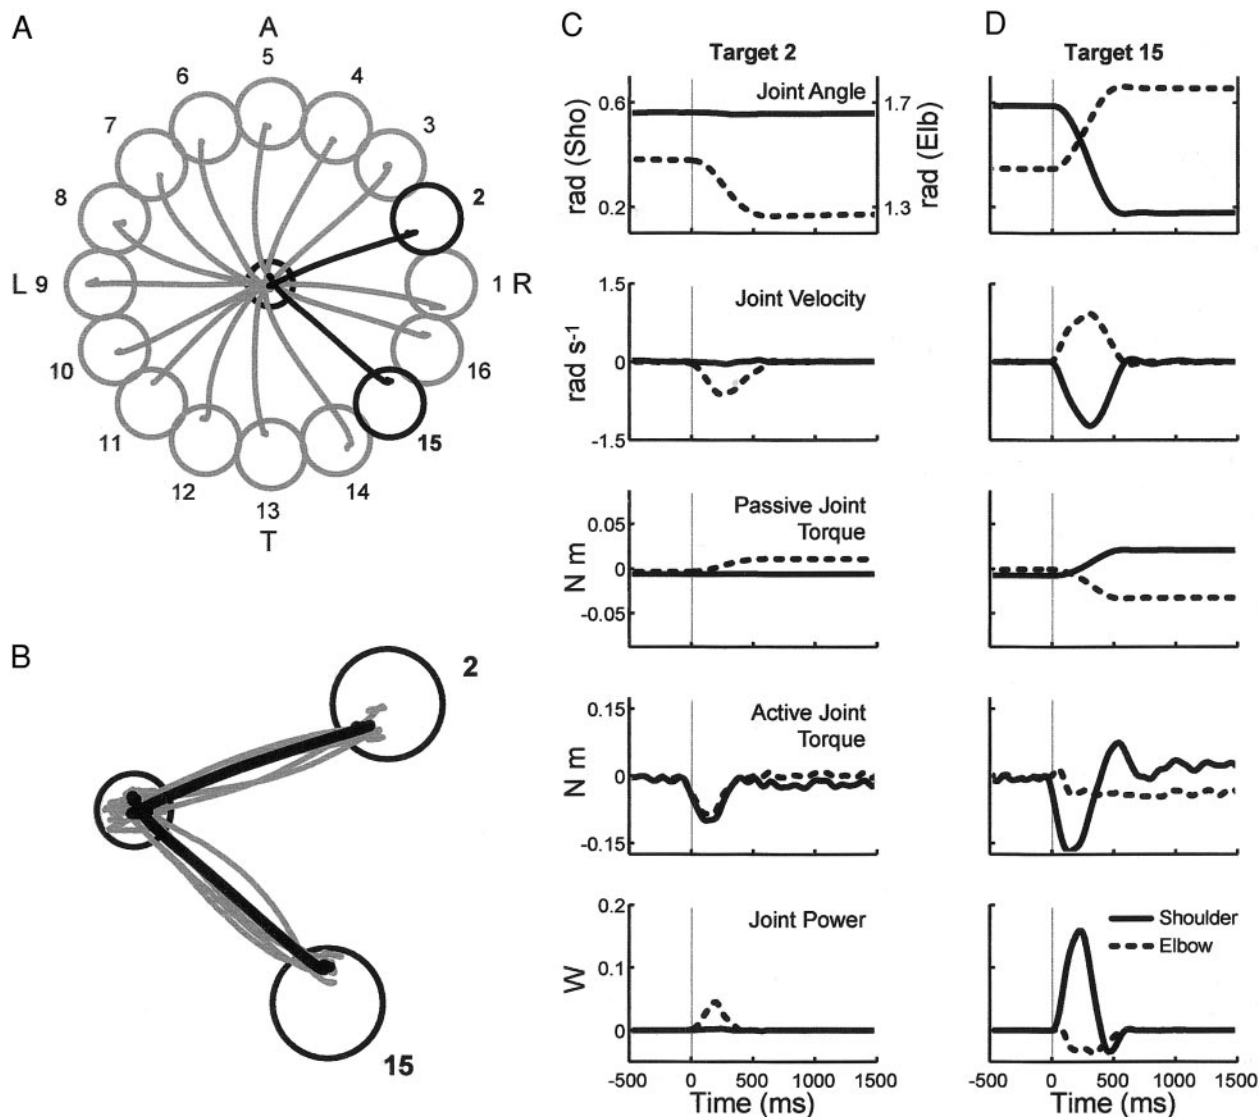 A
A
5
6
4
7
3
8
2
L 9
1 R
10
16
11
15
12
14
13
T
B
2
15
C
Target 2
Joint Angle
0.6
0.2
rad (Sho)
1.7
1.3
rad (Elb)
Joint Velocity
1.5
0
-1.5
rad s-1
Passive Joint
Torque
0.05
0
-0.05
N m
Active Joint
Torque
0.15
0
-0.15
N m
Joint Power
0.2
0.1
0
W
-500 0 500 1000 1500
Time (ms)
D
Target 15
Shoulder
Elbow
-500 0 500 1000 1500
Time (ms)